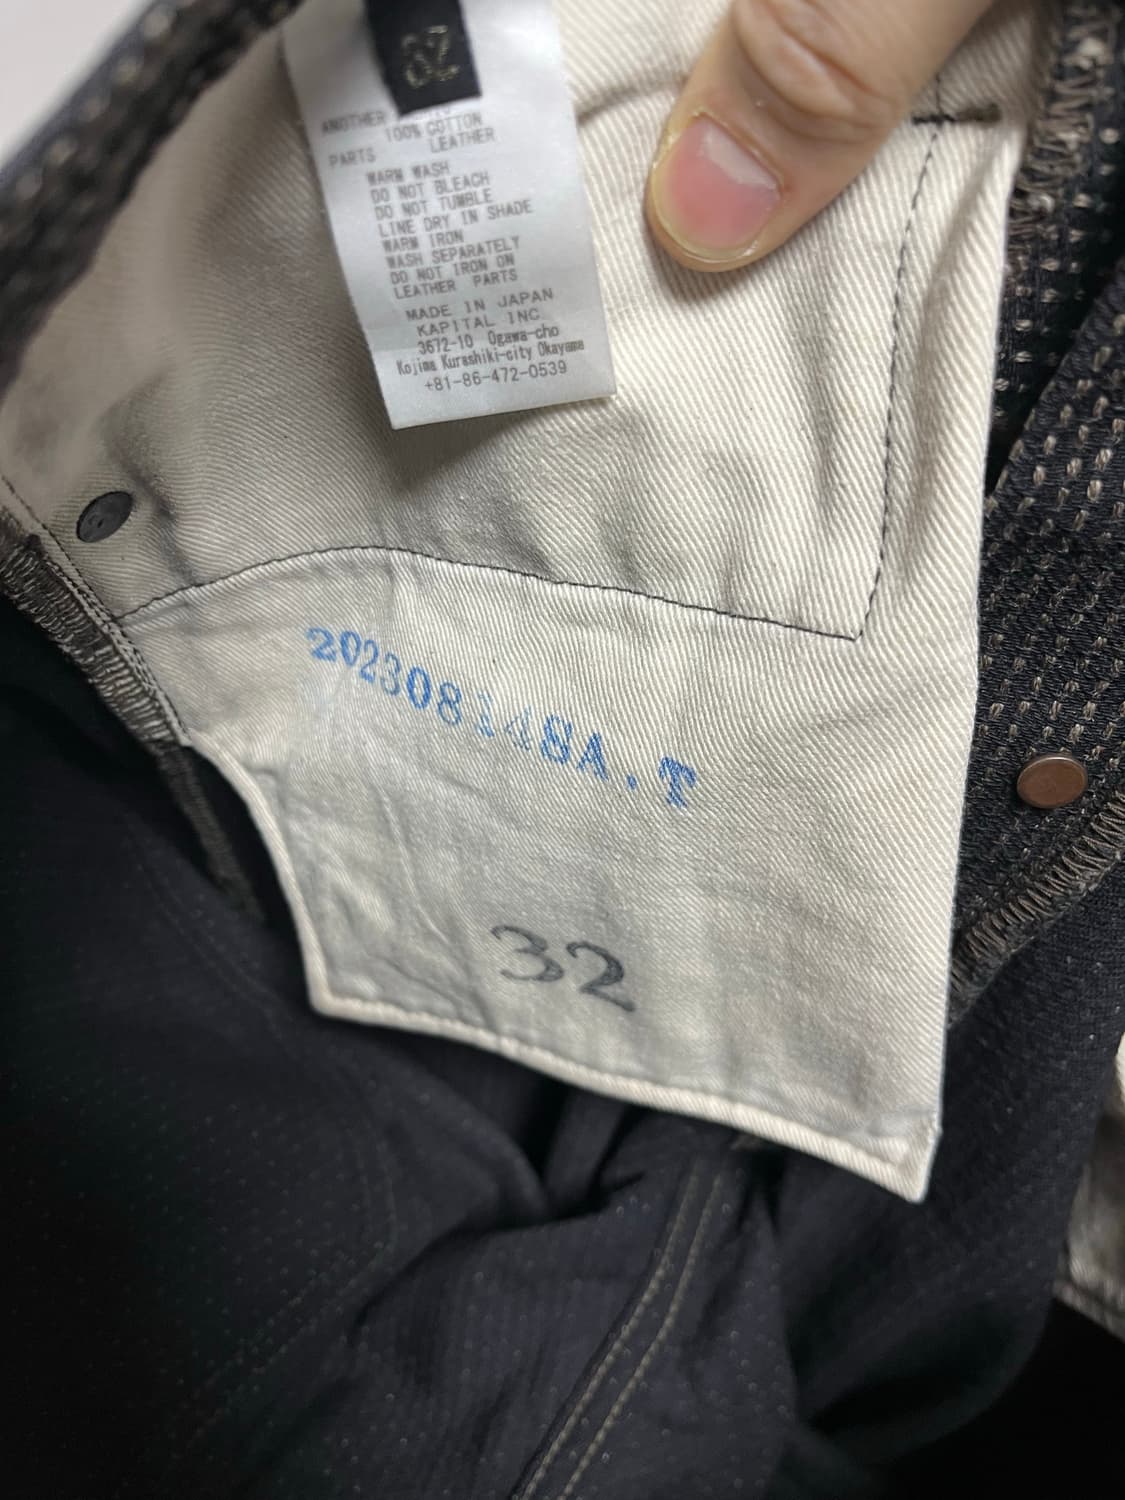 32
ANOTHER
100% COTTON
PARTS LEATHER
WARM WASH
DO NOT BLEACH
DO NOT TUMBLE
LINE DRY IN SHADE
WARM IRON
WASH SEPARATELY
DO NOT IRON ON
LEATHER PARTS
MADE IN JAPAN
KAPITAL INC.
3672-10 Ogawa-cho
Kojima Kurashiki-city Okayama
+81-86-472-0539
202308148A.T
32